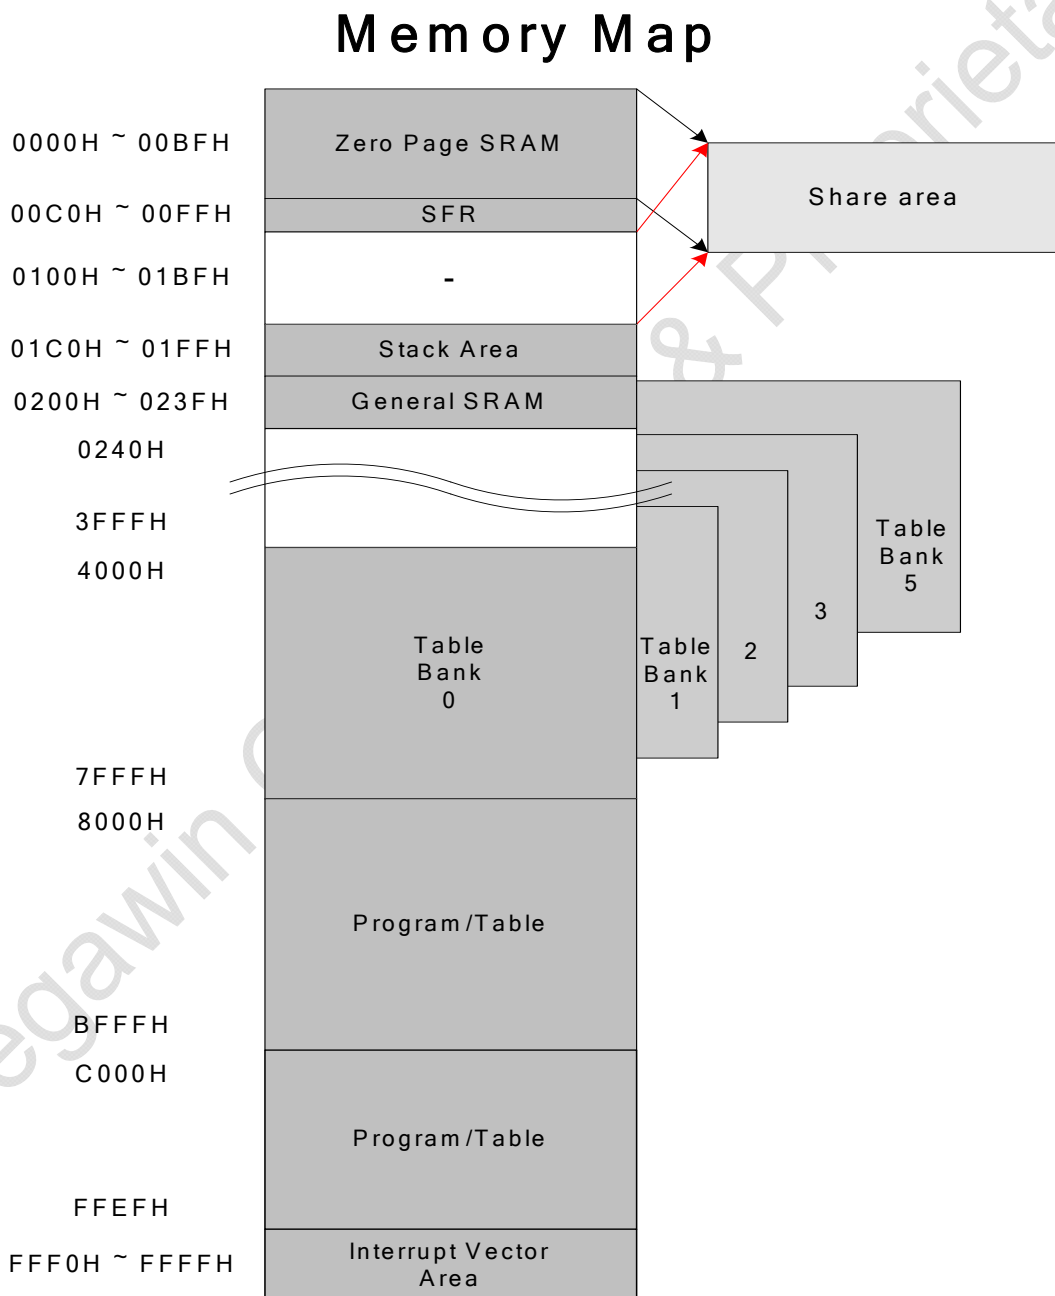 Memory Map
0000H ~ 00BFH
Zero Page SRAM
Share area
00C0H ~ 00FFH
SFR
0100H ~ 01BFH
-
01C0H ~ 01FFH
Stack Area
0200H ~ 023FH
General SRAM
0240H
3FFFH
4000H
Table
Bank
5
3
Table
Bank
0
Table
Bank
1
2
7FFFH
8000H
Program/Table
BFFFH
C000H
Program/Table
FFEFH
FFF0H ~ FFFFH
Interrupt Vector
Area